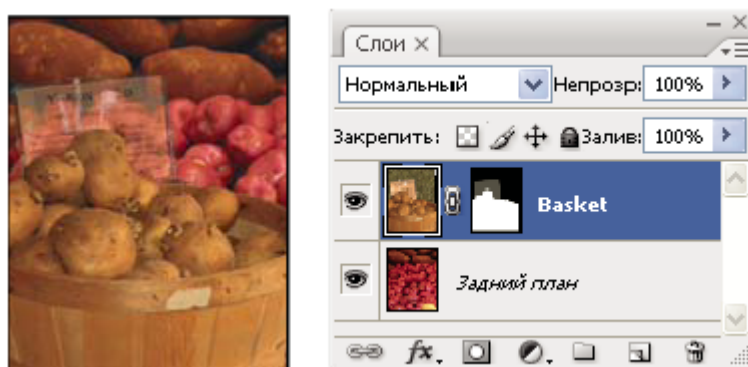 Слои ×
Нормальный Непрозр: 100%
Закрепить: Залив: 100%
Basket
Задний план